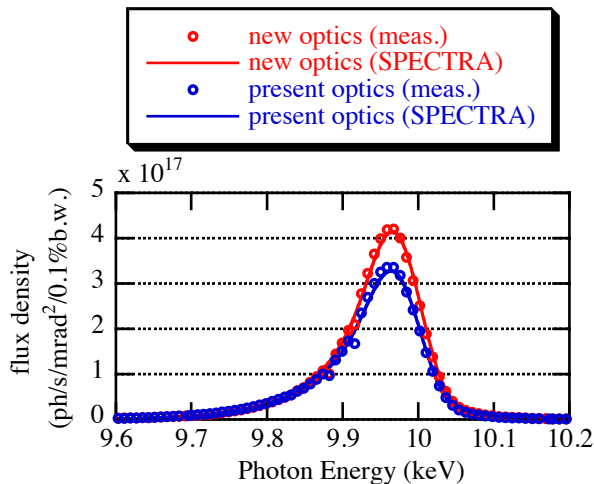 new optics (meas.)
new optics (SPECTRA)
present optics (meas.)
present optics (SPECTRA)
x 10^17
flux density
(ph/s/mrad^2/0.1%b.w.)
5
4
3
2
1
0
9.6 9.7 9.8 9.9 10 10.1 10.2
Photon Energy (keV)